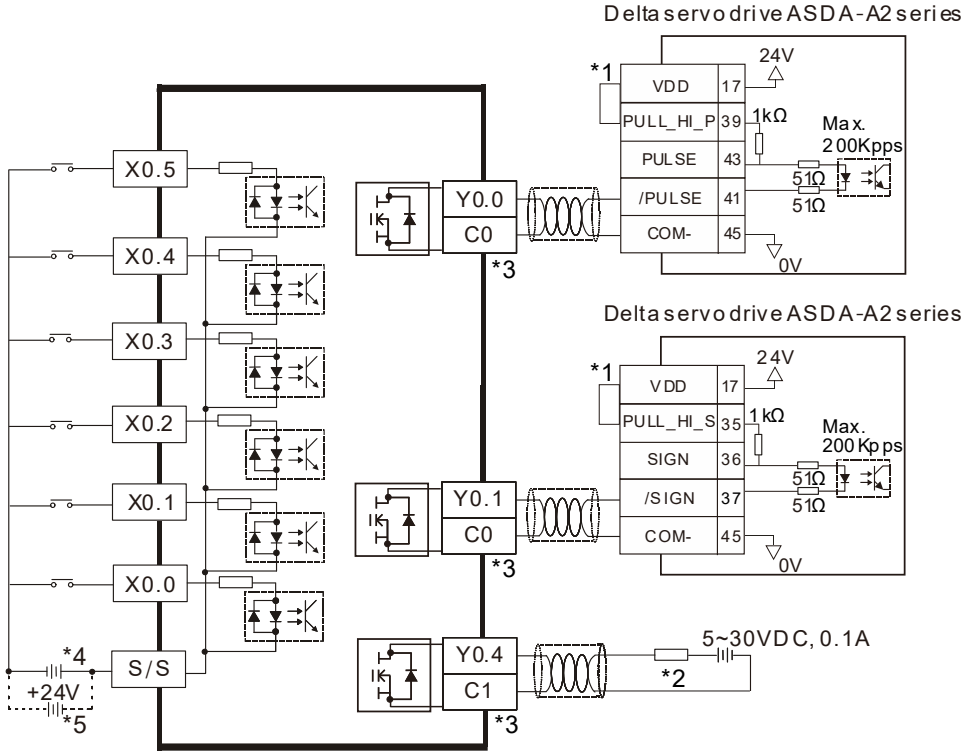 Delta servo drive ASDA-A2 series
*1
24V
VDD 17
PULL_HI_P 39
1kΩ
Max.
200Kpps
PULSE 43
51Ω
/PULSE 41
51Ω
COM- 45
0V
X0.5
X0.4
X0.3
X0.2
X0.1
X0.0
S/S
*4
+24V
*5
Y0.0
C0
*3
Delta servo drive ASDA-A2 series
*1
24V
VDD 17
PULL_HI_S 35
1kΩ
Max.
200Kpps
SIGN 36
51Ω
/SIGN 37
51Ω
COM- 45
0V
Y0.1
C0
*3
Y0.4
C1
*3
5~30VDC, 0.1A
*2